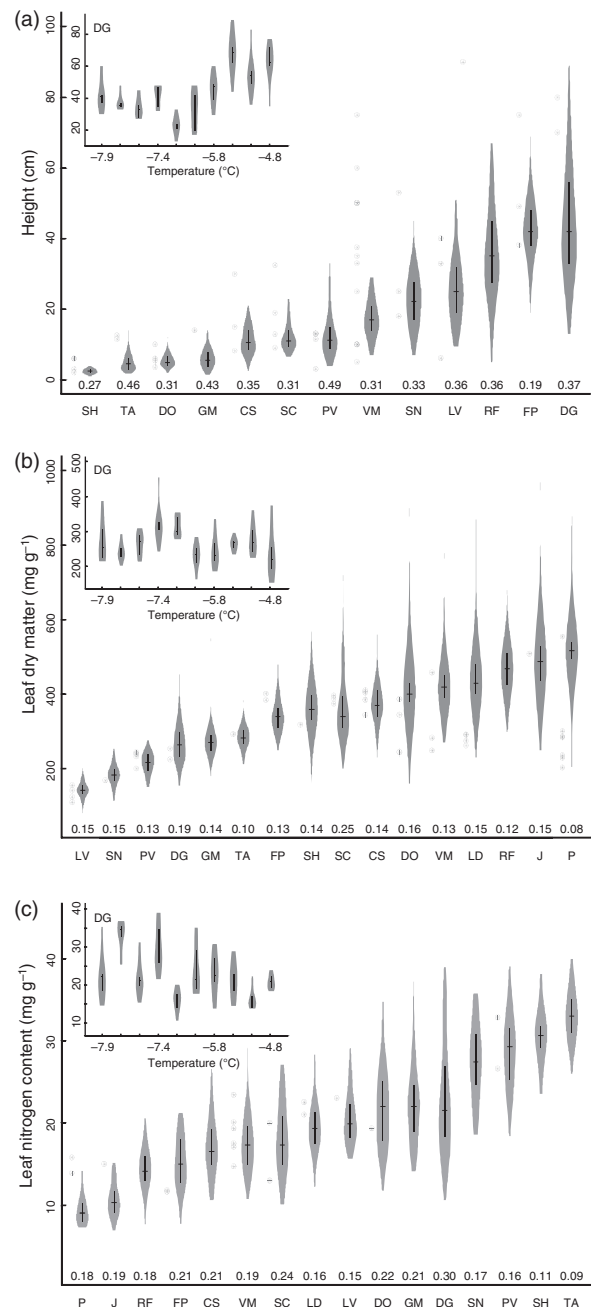 (a)
DG
80
60
40
20
−7.9 −7.4 −5.8 −4.8
Temperature (°C)
Height (cm)
100
80
60
40
20
0
0.27 0.46 0.31 0.43 0.35 0.31 0.49 0.31 0.33 0.36 0.36 0.19 0.37
SH TA DO GM CS SC PV VM SN LV RF FP DG
(b)
DG
500
400
300
200
−7.9 −7.4 −5.8 −4.8
Temperature (°C)
Leaf dry matter (mg g−1)
1000
800
600
400
200
0.15 0.15 0.13 0.19 0.14 0.10 0.13 0.14 0.25 0.14 0.16 0.13 0.15 0.12 0.15 0.08
LV SN PV DG GM TA FP SH SC CS DO VM LD RF J P
(c)
DG
40
30
20
10
−7.9 −7.4 −5.8 −4.8
Temperature (°C)
Leaf nitrogen content (mg g−1)
40
30
20
10
0.18 0.19 0.18 0.21 0.21 0.19 0.24 0.16 0.15 0.22 0.21 0.30 0.17 0.16 0.11 0.09
P J RF FP CS VM SC LD LV DO GM DG SN PV SH TA